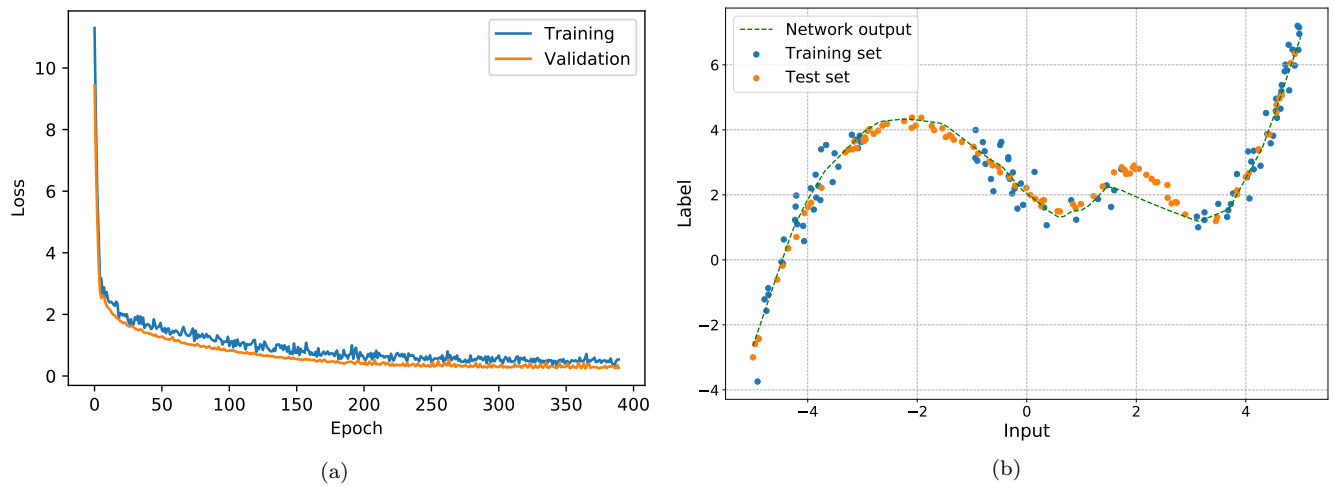 Training
Validation
10
8
6
4
2
0
Loss
0 50 100 150 200 250 300 350 400
Epoch
(a)
Network output
Training set
Test set
6
4
2
0
−2
−4
Label
−4 −2 0 2 4
Input
(b)